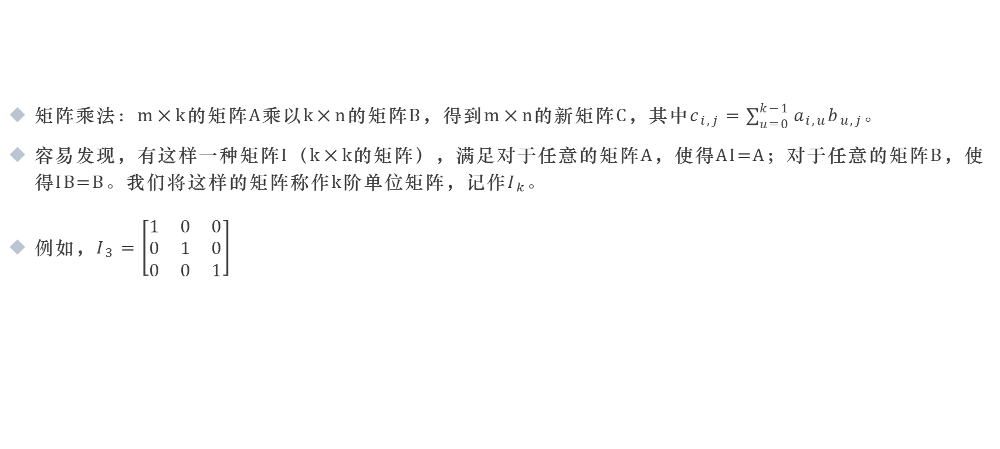 ◆ 矩阵乘法：m×k的矩阵A乘以k×n的矩阵B，得到m×n的新矩阵C，其中$c_{i,j} = \sum_{u=0}^{k-1} a_{i,u} b_{u,j}$。
◆ 容易发现，有这样一种矩阵I（k×k的矩阵），满足对于任意的矩阵A，使得AI=A；对于任意的矩阵B，使
得IB=B。我们将这样的矩阵称作k阶单位矩阵，记作$I_k$。
◆ 例如，$I_3 = \begin{bmatrix} 1 & 0 & 0 \\ 0 & 1 & 0 \\ 0 & 0 & 1 \end{bmatrix}$